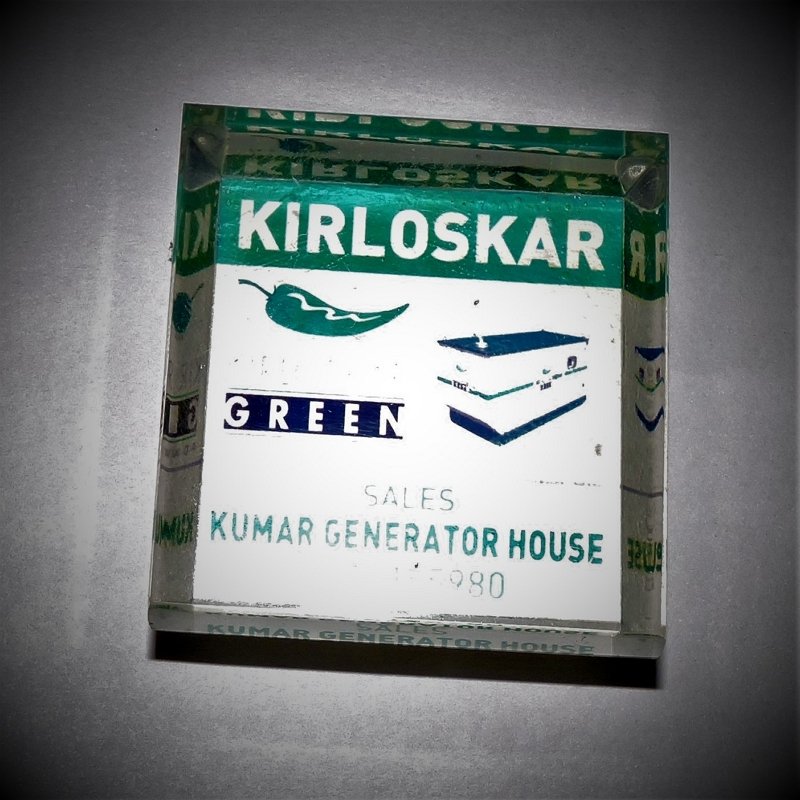 KIRLOSKAR
GREEN
SALES
KUMAR GENERATOR HOUSE